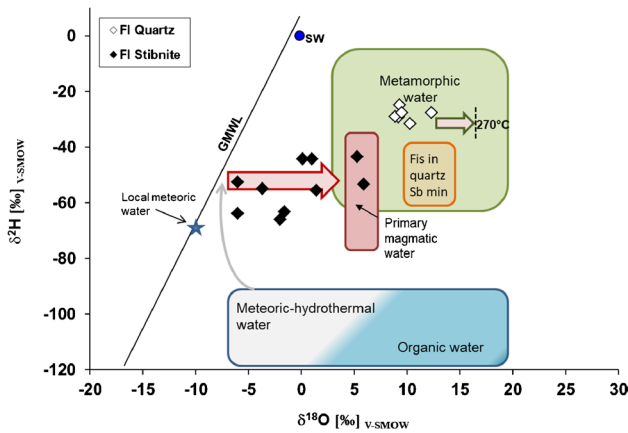 FI Quartz
FI Stibnite
SW
GMWL
Metamorphic
water
270°C
Fis in
quartz
Sb min
Local meteoric
water
Primary
magmatic
water
Meteoric-hydrothermal
water
Organic water
0
-20
-40
-60
-80
-100
-120
δ²H [‰] V-SMOW
-20
-15
-10
-5
0
5
10
15
20
25
30
δ¹⁸O [‰] V-SMOW